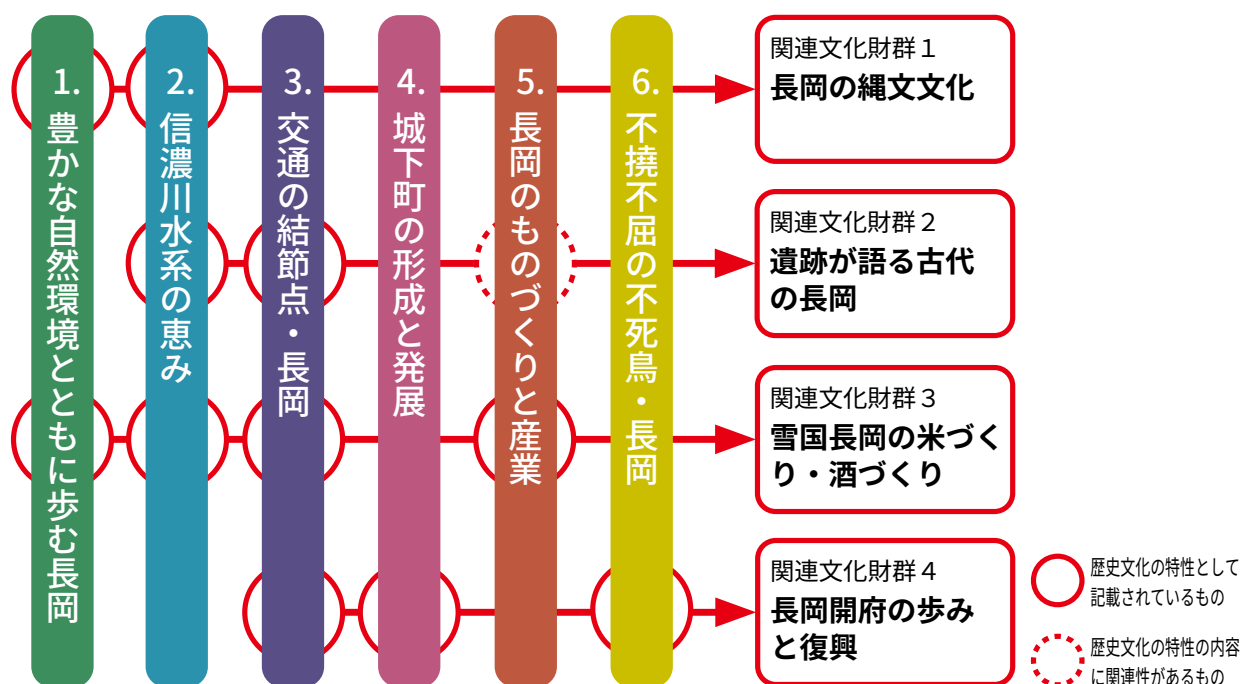 1. 豊かな自然環境とともに歩む長岡
2. 信濃川水系の恵み
3. 交通の結節点・長岡
4. 城下町の形成と発展
5. 長岡のものづくりと産業
6. 不撓不屈の不死鳥・長岡
関連文化財群１
長岡の縄文文化
関連文化財群２
遺跡が語る古代
の長岡
関連文化財群３
雪国長岡の米づく
り・酒づくり
関連文化財群４
長岡開府の歩み
と復興
歴史文化の特性として
記載されているもの
歴史文化の特性の内容
に関連性があるもの